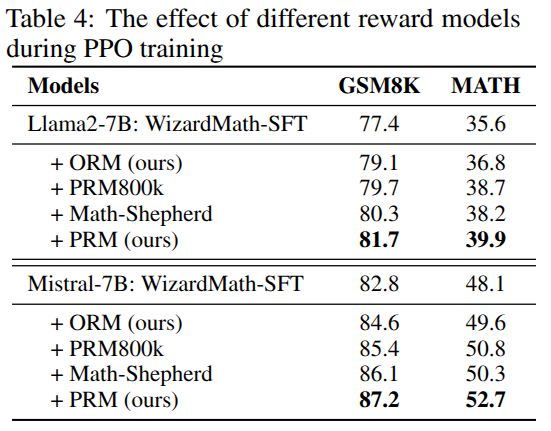 Table 4: The effect of different reward models
during PPO training
Models GSM8K MATH
Llama2-7B: WizardMath-SFT 77.4 35.6
+ ORM (ours) 79.1 36.8
+ PRM800k 79.7 38.7
+ Math-Shepherd 80.3 38.2
+ PRM (ours) 81.7 39.9
Mistral-7B: WizardMath-SFT 82.8 48.1
+ ORM (ours) 84.6 49.6
+ PRM800k 85.4 50.8
+ Math-Shepherd 86.1 50.3
+ PRM (ours) 87.2 52.7